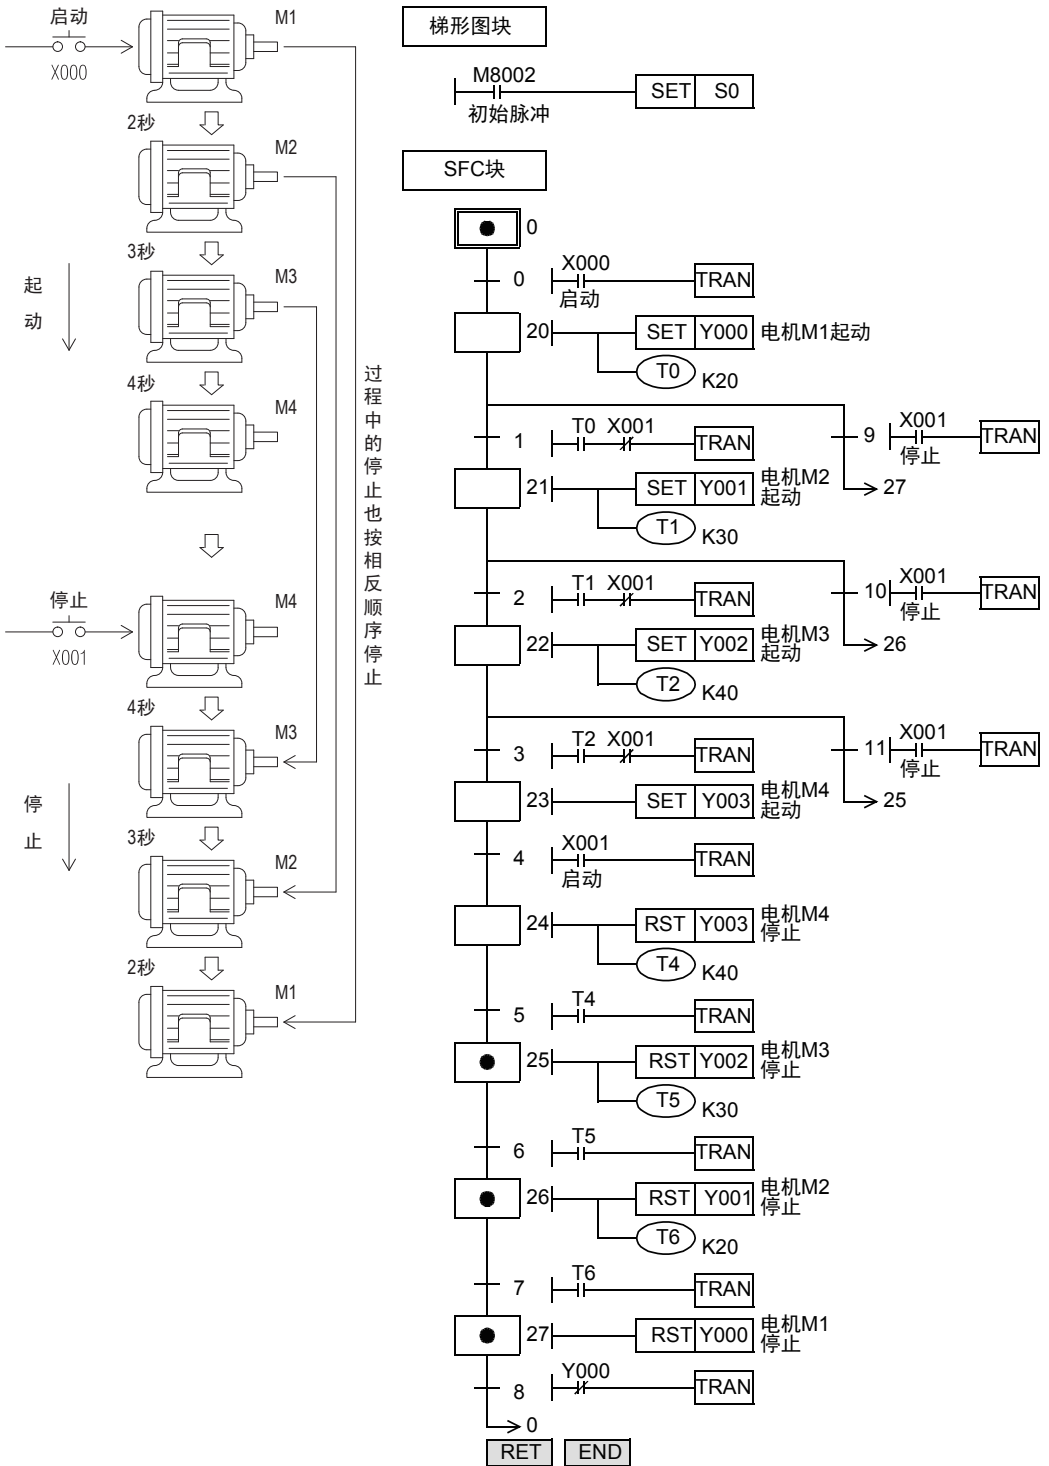 启动
X000
M1
2秒
M2
3秒
M3
起动
4秒
M4
过程中的停止也按相反顺序停止
停止
X001
M4
4秒
M3
停止
3秒
M2
2秒
M1
梯形图块
M8002
初始脉冲
SET S0
SFC块
0
0 X000 TRAN
启动
20 SET Y000 电机M1起动
T0 K20
1 T0 X001 TRAN
9 X001 TRAN
停止
27
21 SET Y001 电机M2
起动
T1 K30
2 T1 X001 TRAN
10 X001 TRAN
停止
26
22 SET Y002 电机M3
起动
T2 K40
3 T2 X001 TRAN
11 X001 TRAN
停止
25
23 SET Y003 电机M4
起动
4 X001 TRAN
启动
24 RST Y003 电机M4
停止
T4 K40
5 T4 TRAN
25 RST Y002 电机M3
停止
T5 K30
6 T5 TRAN
26 RST Y001 电机M2
停止
T6 K20
7 T6 TRAN
27 RST Y000 电机M1
停止
8 Y000 TRAN
0
RET END